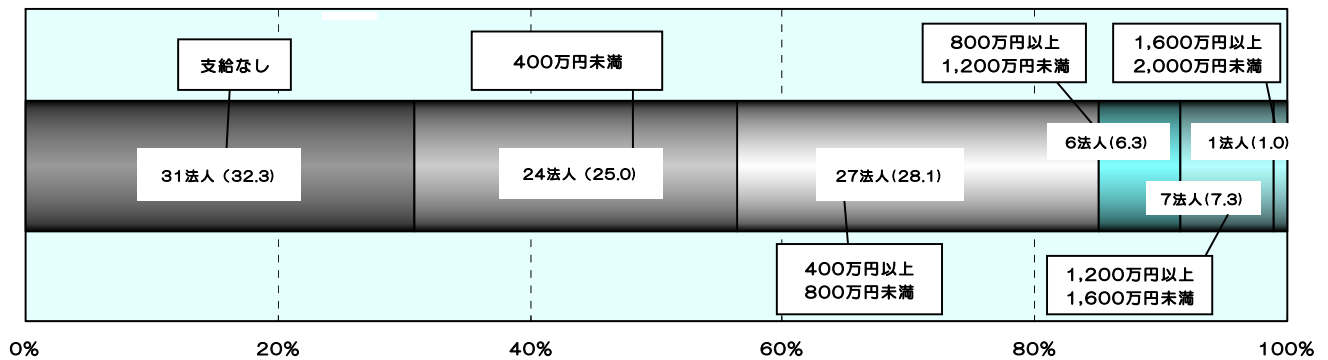 支給なし
400万円未満
800万円以上
1,200万円未満
1,600万円以上
2,000万円未満
31法人（32.3)
24法人（25.0)
27法人(28.1)
6法人(6.3)
1法人(1.0)
7法人(7.3)
400万円以上
800万円未満
1,200万円以上
1,600万円未満
0%
20%
40%
60%
80%
100%